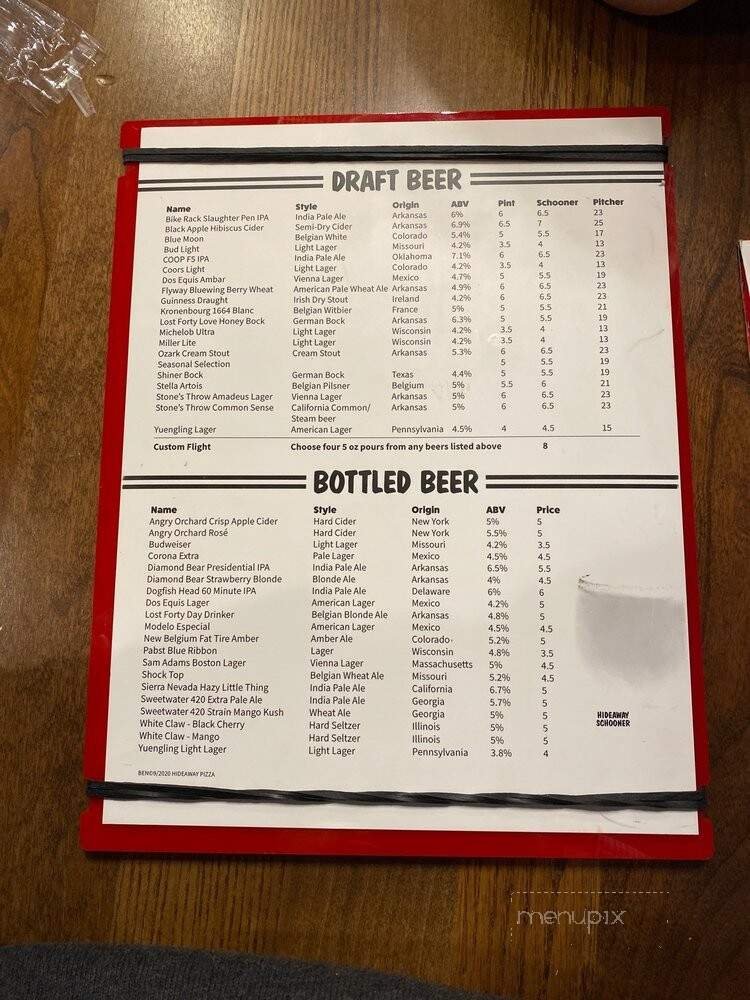 DRAFT BEER
Name Style Origin ABV Pint Schooner Pitcher
Bike Rack Slaughter Pen IPA India Pale Ale Arkansas 6% 6 6.5 23
Black Apple Hibiscus Cider Semi-Dry Cider Arkansas 6.9% 6.5 7 25
Blue Moon Belgian White Colorado 5.4% 5 5.5 17
Bud Light Light Lager Missouri 4.2% 3.5 4 13
COOP F5 IPA India Pale Ale Oklahoma 7.1% 6 6.5 23
Coors Light Light Lager Colorado 4.2% 3.5 4 13
Dos Equis Ambar Vienna Lager Mexico 4.7% 5 5.5 19
Flyway Bluewing Berry Wheat American Pale Wheat Ale Arkansas 4.9% 6 6.5 23
Guinness Draught Irish Dry Stout Ireland 4.2% 6 6.5 23
Kronenbourg 1664 Blanc Belgian Witbier France 5% 5 5.5 21
Lost Forty Love Honey Bock German Bock Arkansas 6.3% 5 5.5 19
Michelob Ultra Light Lager Wisconsin 4.2% 3.5 4 13
Miller Lite Light Lager Wisconsin 4.2% 3.5 4 13
Ozark Cream Stout Cream Stout Arkansas 5.3% 6 6.5 23
Seasonal Selection 5 5.5 19
Shiner Bock German Bock Texas 4.4% 5 5.5 19
Stella Artois Belgian Pilsner Belgium 5% 5.5 6 21
Stone's Throw Amadeus Lager Vienna Lager Arkansas 5% 6 6.5 23
Stone's Throw Common Sense California Common/ Arkansas 5% 6 6.5 23
Steam beer
Yuengling Lager American Lager Pennsylvania 4.5% 4 4.5 15
Custom Flight Choose four 5 oz pours from any beers listed above 8
BOTTLED BEER
Name Style Origin ABV Price
Angry Orchard Crisp Apple Cider Hard Cider New York 5% 5
Angry Orchard Rosé Hard Cider New York 5.5% 5
Budweiser Light Lager Missouri 4.2% 3.5
Corona Extra Pale Lager Mexico 4.5% 4.5
Diamond Bear Presidential IPA India Pale Ale Arkansas 6.5% 5.5
Diamond Bear Strawberry Blonde Blonde Ale Arkansas 4% 4.5
Dogfish Head 60 Minute IPA India Pale Ale Delaware 6% 6
Dos Equis Lager American Lager Mexico 4.2% 5
Lost Forty Day Drinker Belgian Blonde Ale Arkansas 4.8% 5
Modelo Especial American Lager Mexico 4.5% 4.5
New Belgium Fat Tire Amber Amber Ale Colorado 5.2% 5
Pabst Blue Ribbon Lager Wisconsin 4.8% 3.5
Sam Adams Boston Lager Vienna Lager Massachusetts 5% 4.5
Shock Top Belgian Wheat Ale Missouri 5.2% 4.5
Sierra Nevada Hazy Little Thing India Pale Ale California 6.7% 5
Sweetwater 420 Extra Pale Ale India Pale Ale Georgia 5.7% 5
Sweetwater 420 Strain Mango Kush Wheat Ale Georgia 5% 5
White Claw - Black Cherry Hard Seltzer Illinois 5% 5
White Claw - Mango Hard Seltzer Illinois 5% 5
Yuengling Light Lager Light Lager Pennsylvania 3.8% 4
HIDEAWAY
SCHOONER
BEN©9/2020 HIDEAWAY PIZZA
menupix